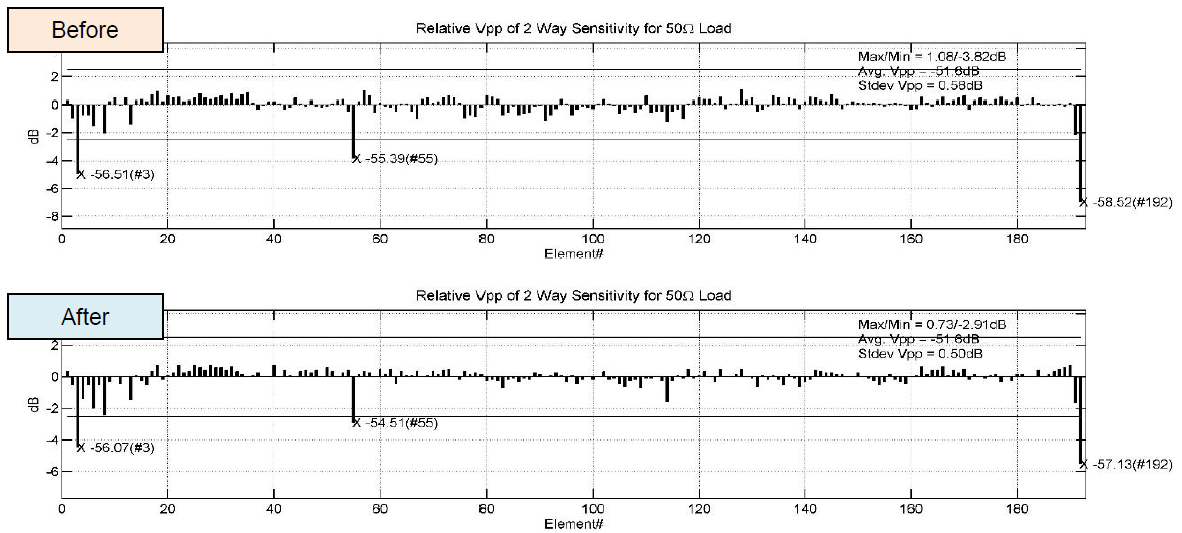 Before
Relative Vpp of 2 Way Sensitivity for 50Ω Load
Max/Min = 1.08/-3.82dB
Avg. Vpp = -51.6dB
Stdev Vpp = 0.58dB
2
0
-2
-4
-6
-8
dB
X -56.51(#3)
X -55.39(#55)
X -58.52(#192)
0 20 40 60 80 100 120 140 160 180
Element#
After
Relative Vpp of 2 Way Sensitivity for 50Ω Load
Max/Min = 0.73/-2.91dB
Avg. Vpp = -51.6dB
Stdev Vpp = 0.50dB
2
0
-2
-4
-6
dB
X -56.07(#3)
X -54.51(#55)
X -57.13(#192)
0 20 40 60 80 100 120 140 160 180
Element#